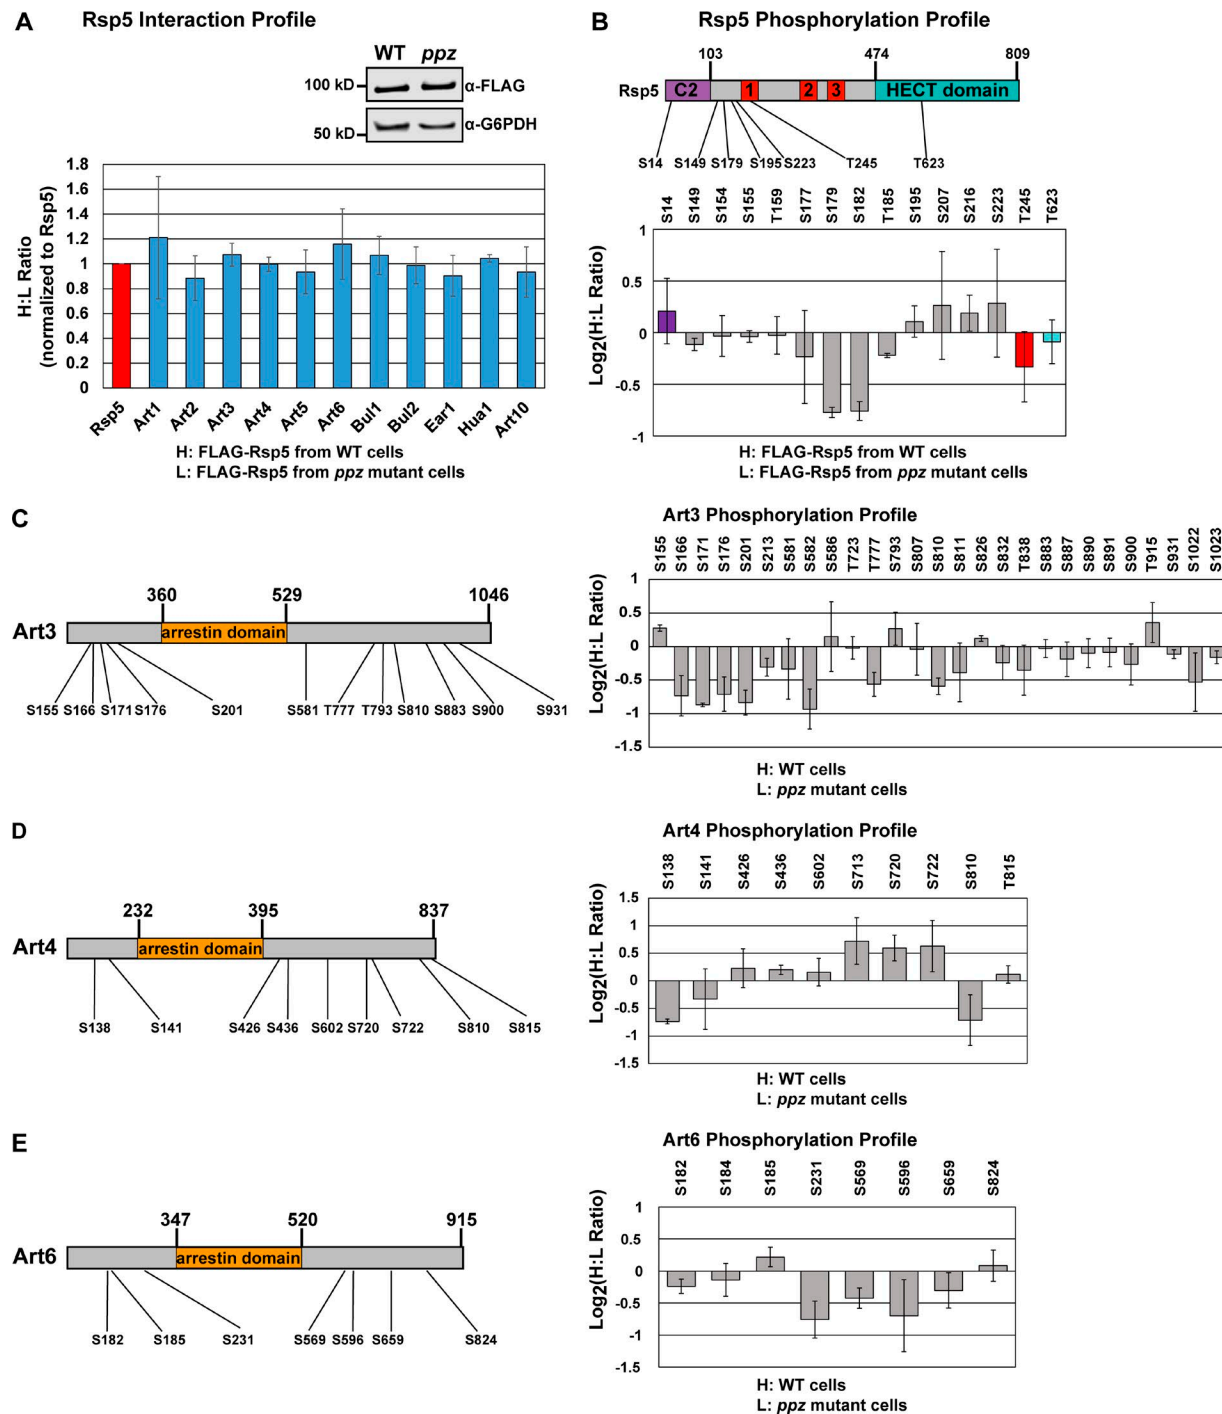 A
Rsp5 Interaction Profile
WT ppz
100 kD
α-FLAG
50 kD
α-G6PDH
H:L Ratio
(normalized to Rsp5)
1.8
1.6
1.4
1.2
1
0.8
0.6
0.4
0.2
0
Rsp5 Art1 Art2 Art3 Art4 Art5 Art6 Bul1 Bul2 Ear1 Hua1 Art10
H: FLAG-Rsp5 from WT cells
L: FLAG-Rsp5 from ppz mutant cells
B
Rsp5 Phosphorylation Profile
103 474 809
Rsp5 C2 1 2 3 HECT domain
S14 S149 S179 S195 S223 T245 T623
S14 S149 S154 S155 T159 S177 S179 S182 T185 S195 S207 S216 S223 T245 T623
Log2(H:L Ratio)
1
0.5
0
-0.5
-1
H: FLAG-Rsp5 from WT cells
L: FLAG-Rsp5 from ppz mutant cells
C
360 529 1046
Art3 arrestin domain
S155 S166 S171 S176 S201 S581 T777 T793 S810 S883 S900 S931
Art3 Phosphorylation Profile
S155 S166 S171 S176 S201 S213 S581 S582 S586 T723 T777 S793 S807 S810 S811 S826 S832 T838 S883 S887 S890 S891 S900 T915 S931 S1022 S1023
Log2(H:L Ratio)
1
0.5
0
-0.5
-1
-1.5
H: WT cells
L: ppz mutant cells
D
232 395 837
Art4 arrestin domain
S138 S141 S426 S436 S602 S720 S722 S810 S815
Art4 Phosphorylation Profile
S138 S141 S426 S436 S602 S713 S720 S722 S810 T815
Log2(H:L Ratio)
1.5
1
0.5
0
-0.5
-1
-1.5
H: WT cells
L: ppz mutant cells
E
347 520 915
Art6 arrestin domain
S182 S185 S231 S569 S596 S659 S824
Art6 Phosphorylation Profile
S182 S184 S185 S231 S569 S596 S659 S824
Log2(H:L Ratio)
1
0.5
0
-0.5
-1
-1.5
H: WT cells
L: ppz mutant cells